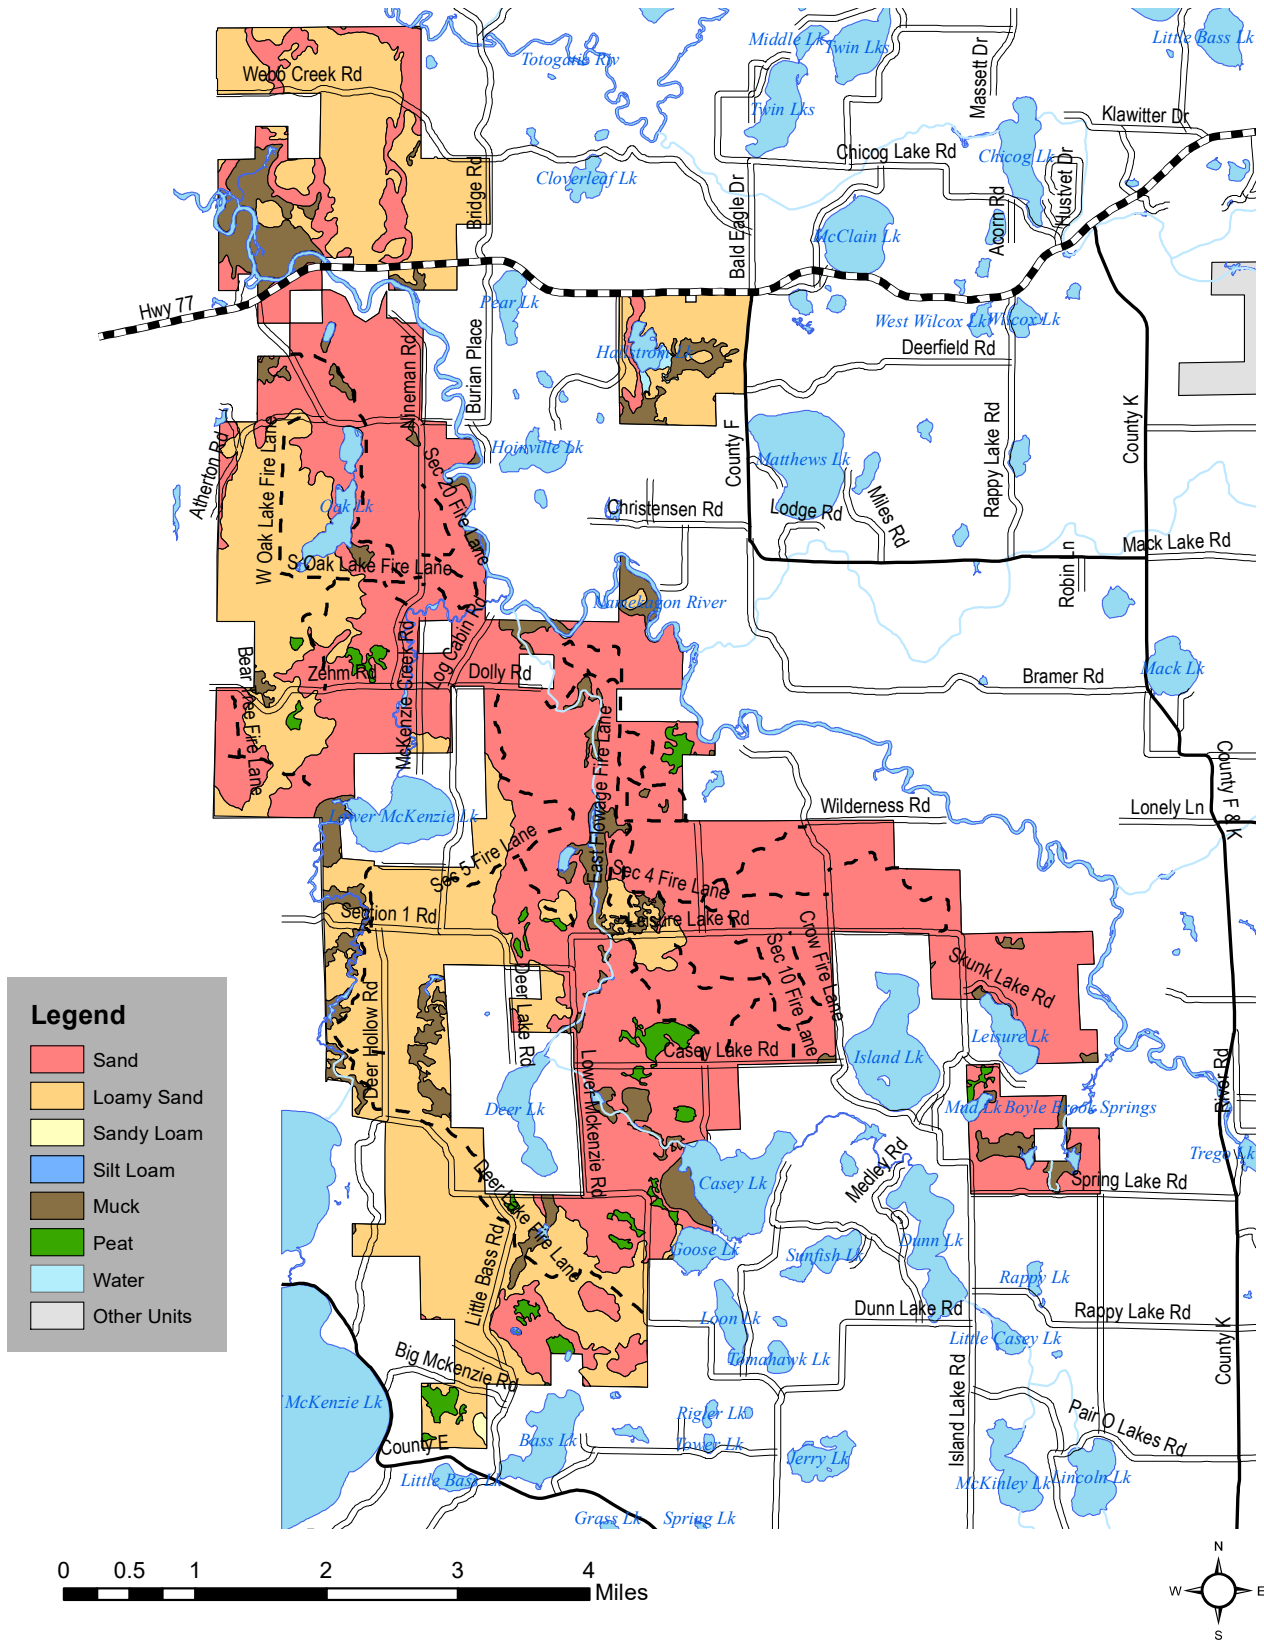 Middle Lk
Twin Lks
Little Bass Lk
Totogatic Riv
Webb Creek Rd
Massett Dr
Twin Lks
Klawitter Dr
Chicog Lake Rd
Chicog Lk
Hustvet Dr
Cloverleaf Lk
Bridge Rd
Bald Eagle Dr
Acorn Rd
McClain Lk
Hwy 77
Pear Lk
West Wilcox Lk
Wilcox Lk
Deerfield Rd
Hallstrom Lk
Nineman Rd
Burian Place
County F
County K
Rappy Lake Rd
Atherton Rd
W Oak Lake Fire Lane
Hoinville Lk
Matthews Lk
Sec 20 Fire Lane
Oak Lk
Christensen Rd
Lodge Rd
Miles Rd
Mack Lake Rd
Robin Ln
S Oak Lake Fire Lane
Namekagon River
Log Cabin Rd
McKenzie Creek Rd
Zehm Rd
Dolly Rd
Bramer Rd
Mack Lk
Bear Tree Fire Lane
East Flowage Fire Lane
County F & K
Lower McKenzie Lk
Wilderness Rd
Lonely Ln
Sec 5 Fire Lane
Sec 4 Fire Lane
Section 1 Rd
Leisure Lake Rd
Crow Fire Lane
Sec 10 Fire Lane
Skunk Lake Rd
Deer Hollow Rd
Deer Lake Rd
Leisure Lk
Casey Lake Rd
Island Lk
Lower Mckenzie Rd
River Rd
Deer Lk
Mud Lk
Boyle Brook Springs
Trego Lk
Medley Rd
Casey Lk
Spring Lake Rd
Deer Lake Fire Lane
Little Bass Rd
Goose Lk
Sunfish Lk
Dunn Lk
Rappy Lk
Loon Lk
Dunn Lake Rd
Rappy Lake Rd
Little Casey Lk
Tomahawk Lk
Big Mckenzie Rd
Island Lake Rd
County K
McKenzie Lk
Rigler Lk
Pair O Lakes Rd
County E
Bass Lk
Tower Lk
Jerry Lk
Little Bass Lk
McKinley Lk
Lincoln Lk
Grass Lk
Spring Lk
Legend
Sand
Loamy Sand
Sandy Loam
Silt Loam
Muck
Peat
Water
Other Units
0 0.5 1 2 3 4
Miles
N
W E
S